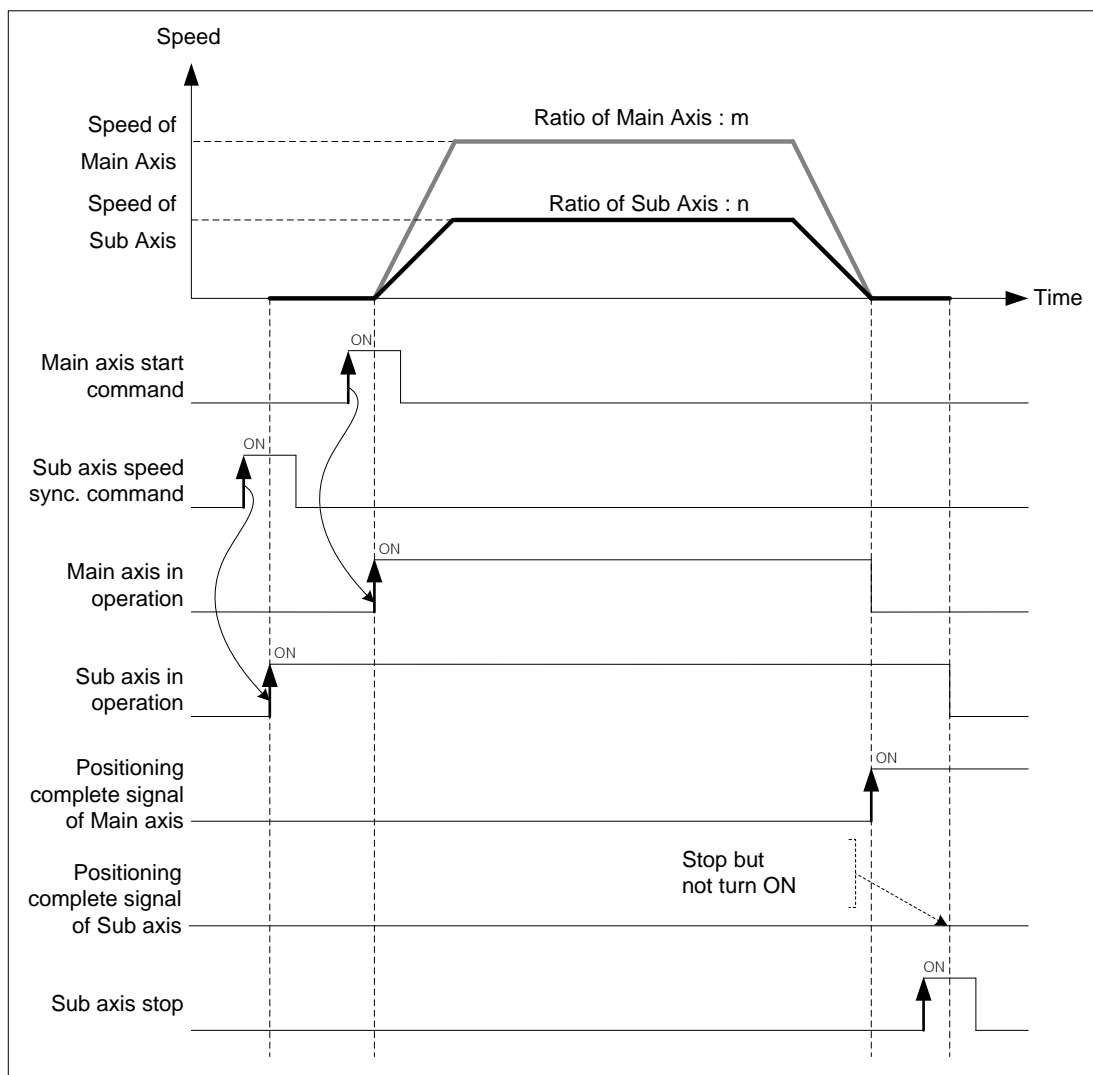 Speed
Speed of
Main Axis
Ratio of Main Axis : m
Speed of
Sub Axis
Ratio of Sub Axis : n
Time
ON
Main axis start
command
ON
Sub axis speed
sync. command
ON
Main axis in
operation
ON
Sub axis in
operation
ON
Positioning
complete signal
of Main axis
Stop but
not turn ON
Positioning
complete signal
of Sub axis
ON
Sub axis stop